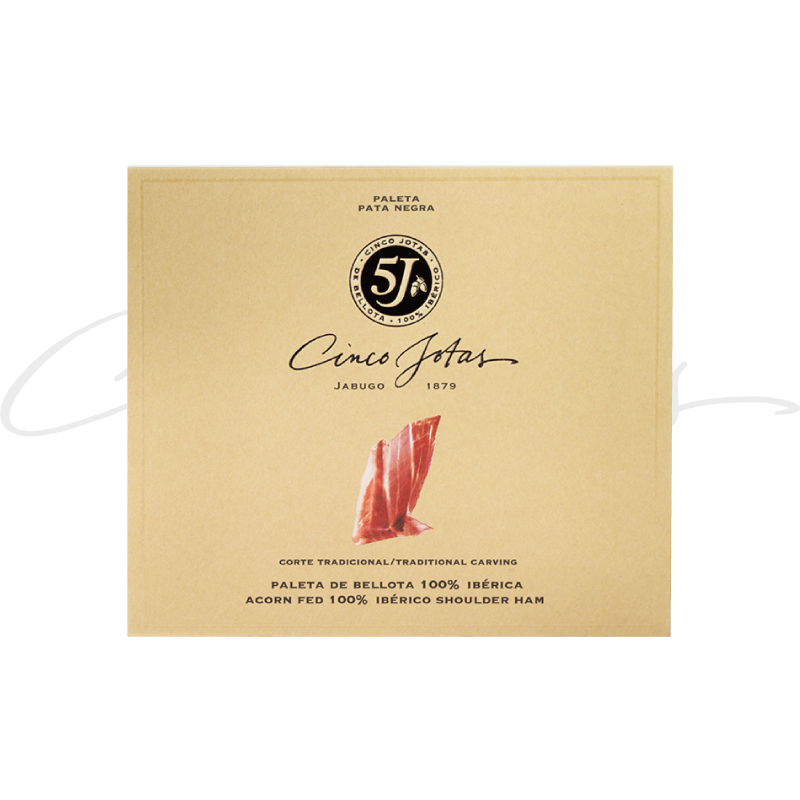 PALETA
PATA NEGRA
CINCO JOTAS
5J
DE BELLOTA • 100% IBÉRICO
Cinco Jotas
JABUGO 1879
CORTE TRADICIONAL/TRADITIONAL CARVING
PALETA DE BELLOTA 100% IBÉRICA
ACORN FED 100% IBÉRICO SHOULDER HAM